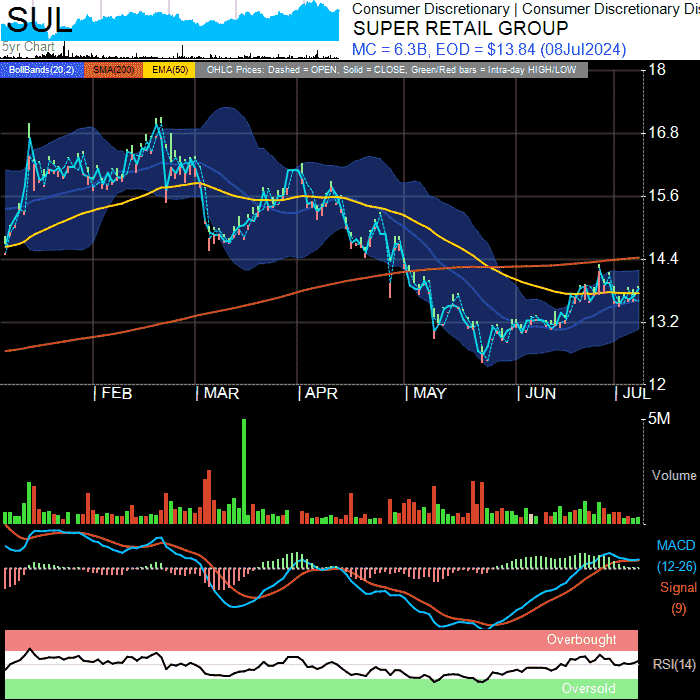 SUL
5yr Chart
Consumer Discretionary | Consumer Discretionary Dis
SUPER RETAIL GROUP
MC = 6.3B, EOD = $13.84 (08Jul2024)
BollBands(20,2) SMA(200) EMA(50) OHLC Prices: Dashed = OPEN, Solid = CLOSE, Green/Red bars = Intra-day HIGH/LOW
18
16.8
15.6
14.4
13.2
12
| FEB | MAR | APR | MAY | JUN | JUL
5M
Volume
MACD
(12-26)
Signal
(9)
Overbought
RSI(14)
Oversold